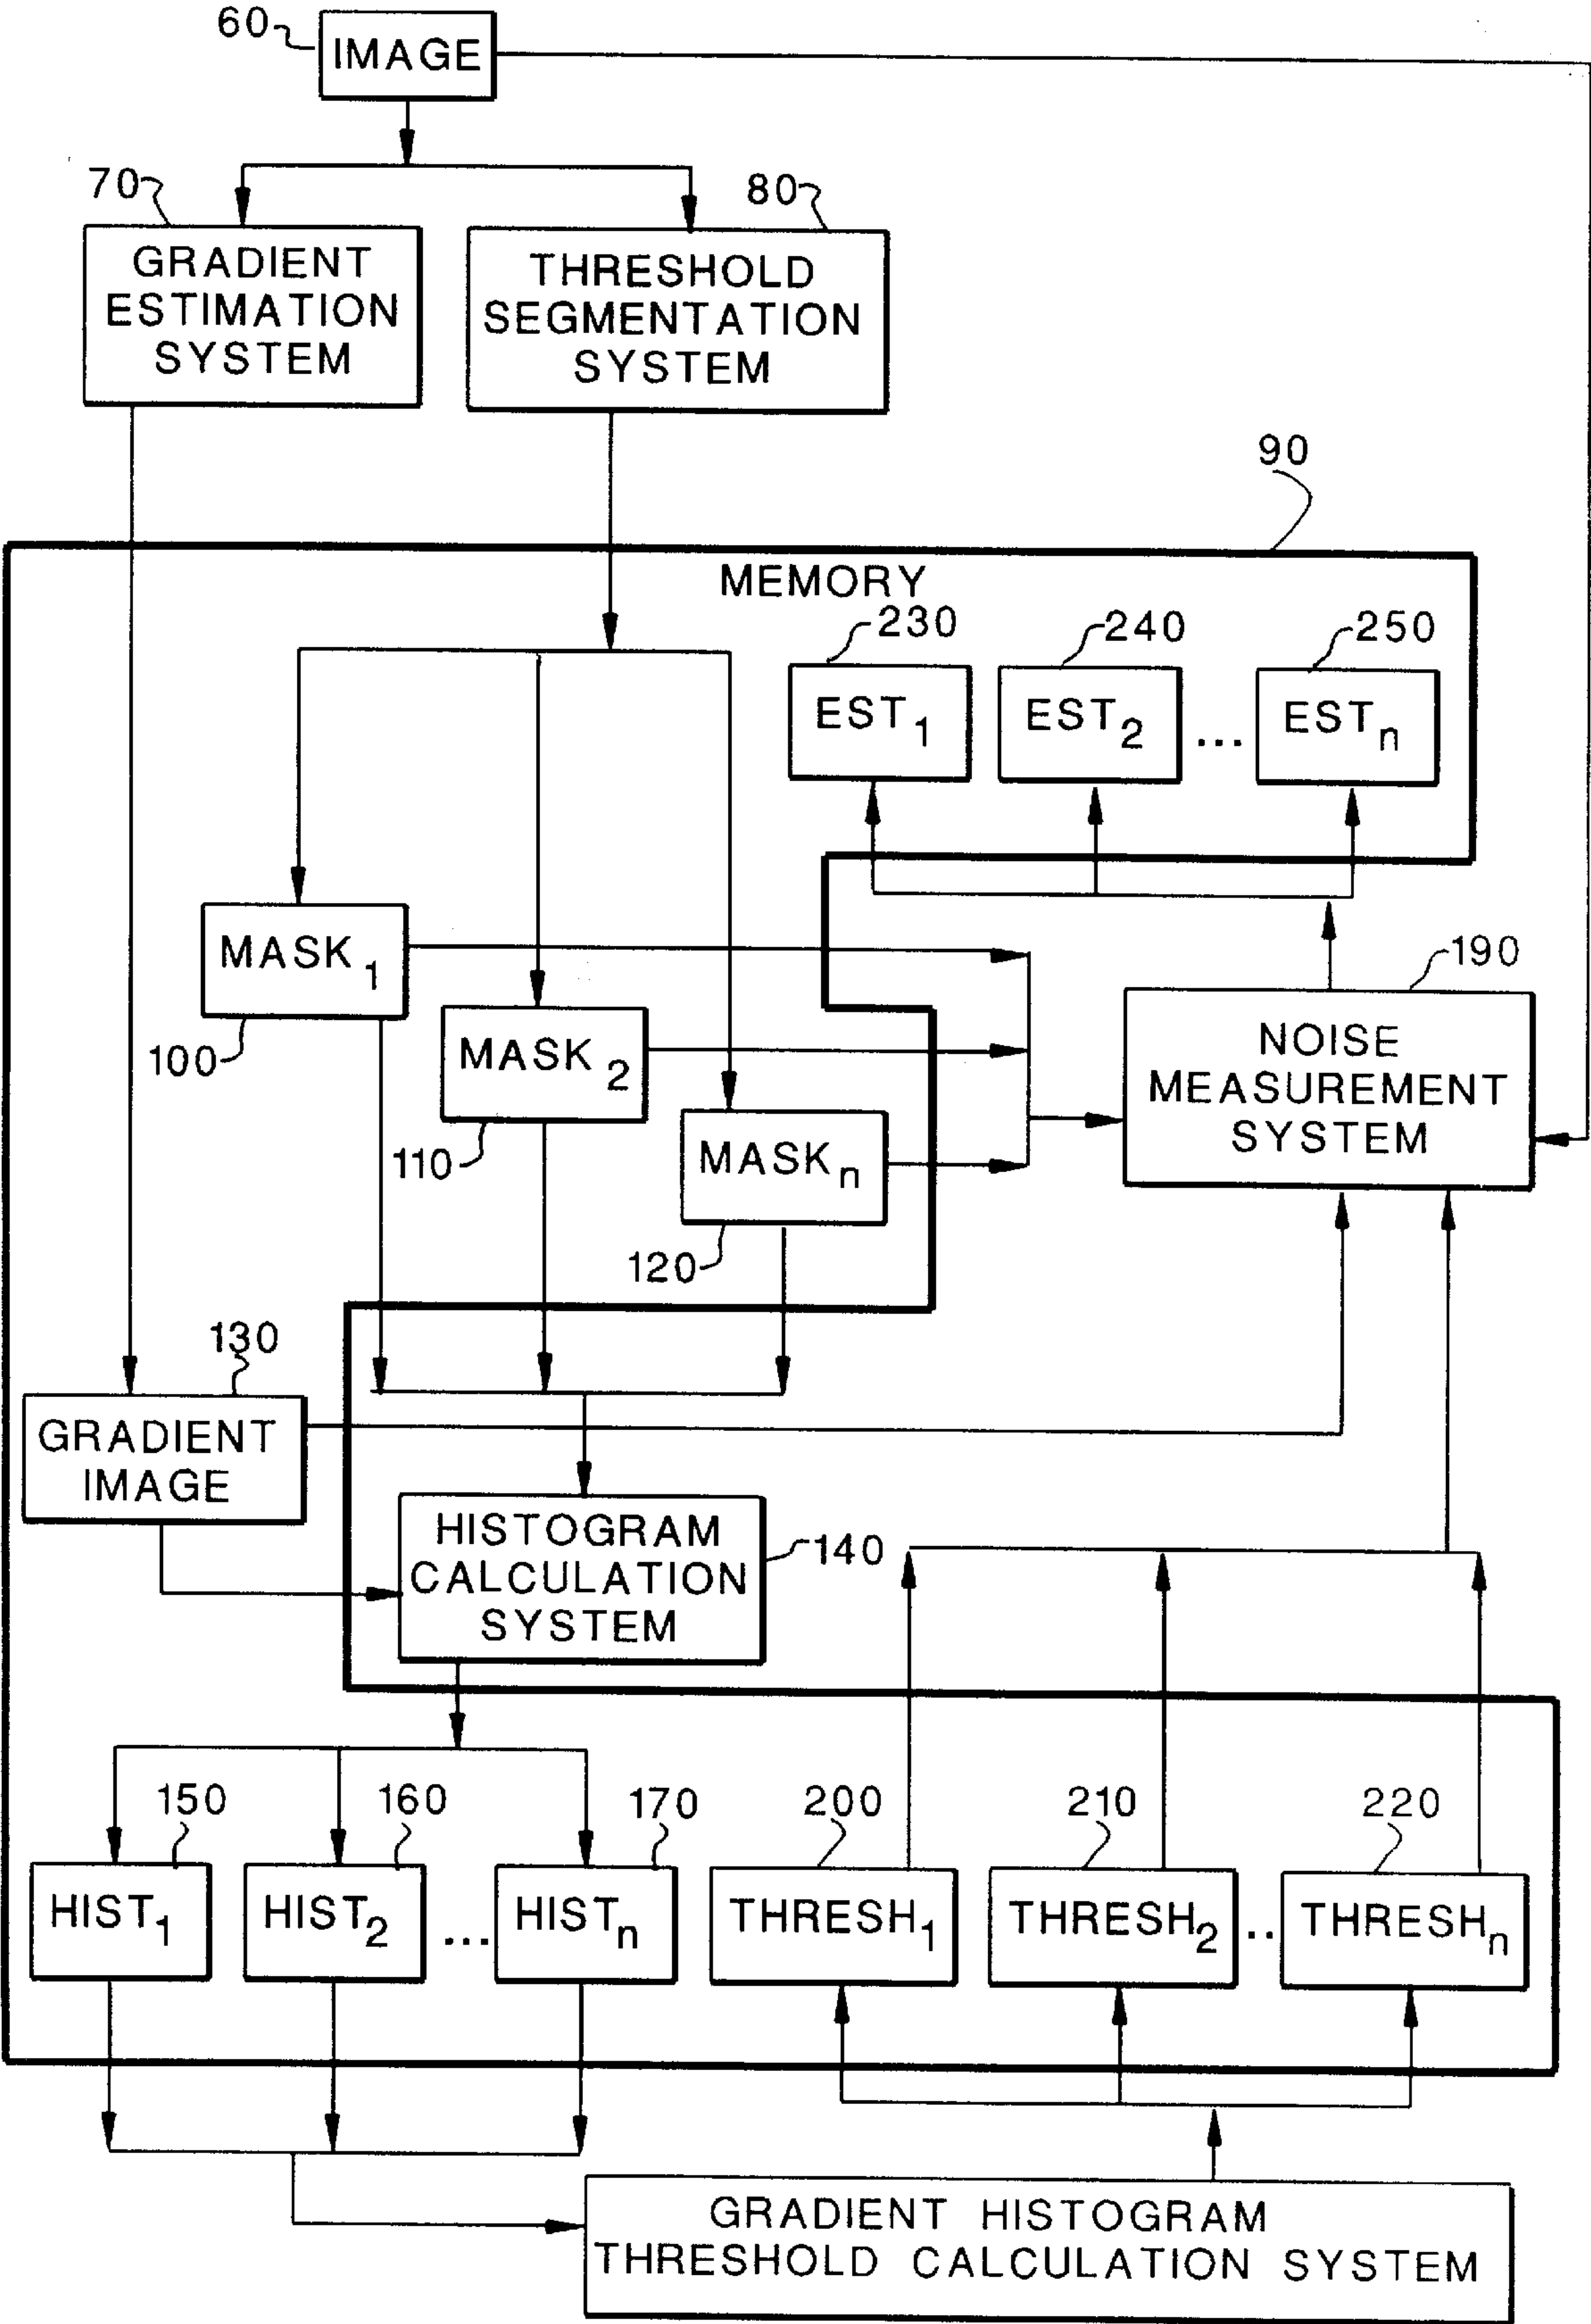 60
IMAGE
70
80
GRADIENT
ESTIMATION
SYSTEM
THRESHOLD
SEGMENTATION
SYSTEM
90
MEMORY
230
240
250
EST1
EST2
...
ESTn
MASK1
100
190
MASK2
110
NOISE
MEASUREMENT
SYSTEM
MASKn
120
130
GRADIENT
IMAGE
HISTOGRAM
CALCULATION
SYSTEM
140
150
160
170
200
210
220
HIST1
HIST2
...
HISTn
THRESH1
THRESH2
..
THRESHn
GRADIENT HISTOGRAM
THRESHOLD CALCULATION SYSTEM